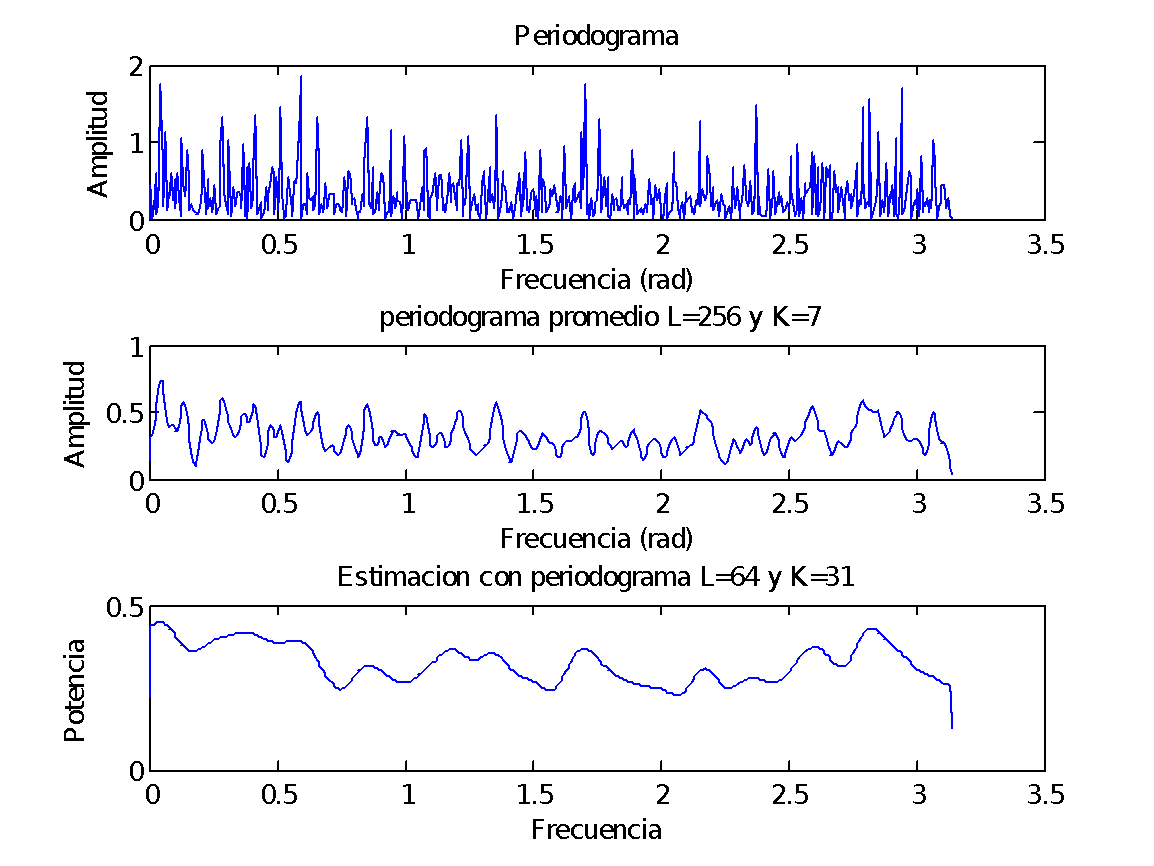 Periodograma
2
1
0
Amplitud
0 0.5 1 1.5 2 2.5 3 3.5
Frecuencia (rad)
periodograma promedio L=256 y K=7
1
0.5
0
Amplitud
0 0.5 1 1.5 2 2.5 3 3.5
Frecuencia (rad)
Estimacion con periodograma L=64 y K=31
0.5
0
Potencia
0 0.5 1 1.5 2 2.5 3 3.5
Frecuencia